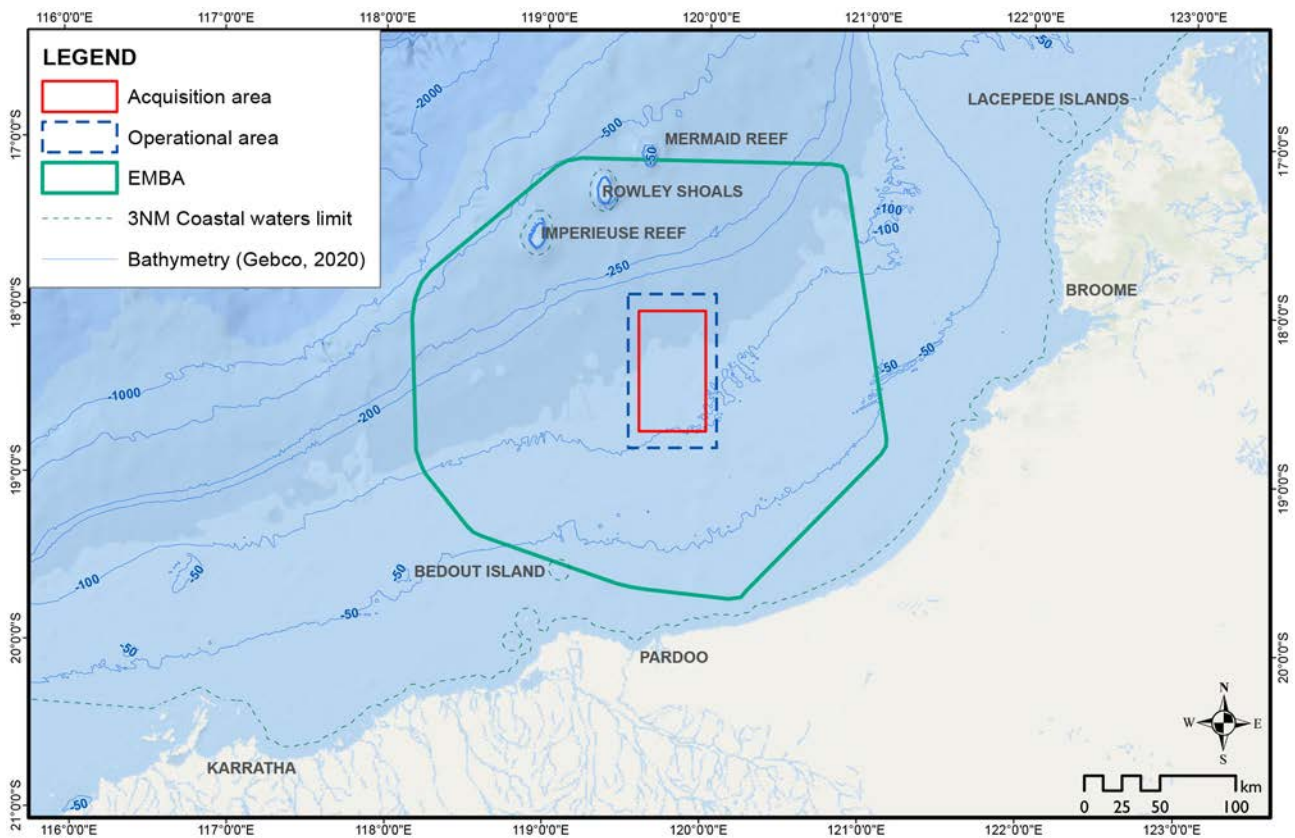 116°0'0"E 117°0'0"E 118°0'0"E 119°0'0"E 120°0'0"E 121°0'0"E 122°0'0"E 123°0'0"E
LEGEND
Acquisition area
Operational area
EMBA
3NM Coastal waters limit
Bathymetry (Gebco, 2020)
-50
-2000
LACEPEDE ISLANDS
-500
17°0'0"S
MERMAID REEF
17°0'0"S
-50
ROWLEY SHOALS
-100
IMPERIEUSE REEF
-100
-250
BROOME
18°0'0"S
18°0'0"S
-50
-50
-1000
-200
19°0'0"S
19°0'0"S
BEDOUT ISLAND
-50
-50
-100
-50
20°0'0"S
-50
PARDOO
20°0'0"S
N
W E
S
KARRATHA
km
0 25 50 100
-50
21°0'0"S
21°0'0"S
116°0'0"E 117°0'0"E 118°0'0"E 119°0'0"E 120°0'0"E 121°0'0"E 122°0'0"E 123°0'0"E